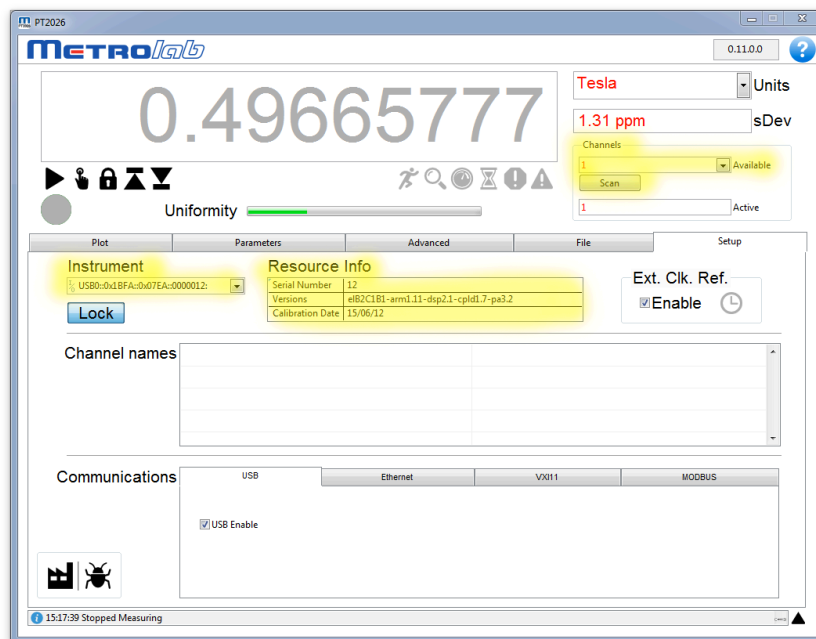 PT2026
METROlab
0.11.0.0
?
0.49665777
Tesla
Units
1.31 ppm
sDev
Channels
1
Available
Scan
1
Active
Uniformity
Plot
Parameters
Advanced
File
Setup
Instrument
USB0::0x1BFA::0x07EA::0000012:
Lock
Resource Info
Serial Number 12
Versions elB2C1B1-arm1.11-dsp2.1-cpld1.7-pa3.2
Calibration Date 15/06/12
Ext. Clk. Ref.
Enable
Channel names
Communications
USB
Ethernet
VXI11
MODBUS
USB Enable
15:17:39 Stopped Measuring